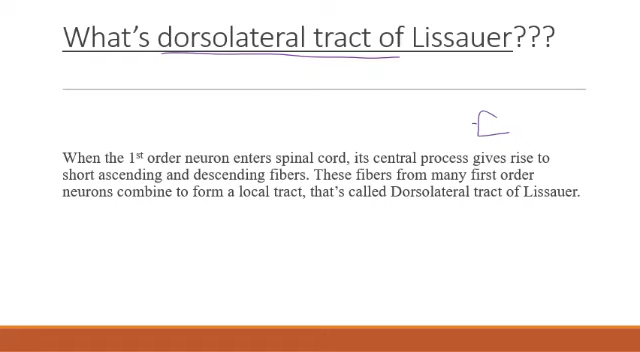 What's dorsolateral tract of Lissauer???
When the 1st order neuron enters spinal cord, its central process gives rise to
short ascending and descending fibers. These fibers from many first order
neurons combine to form a local tract, that's called Dorsolateral tract of Lissauer.